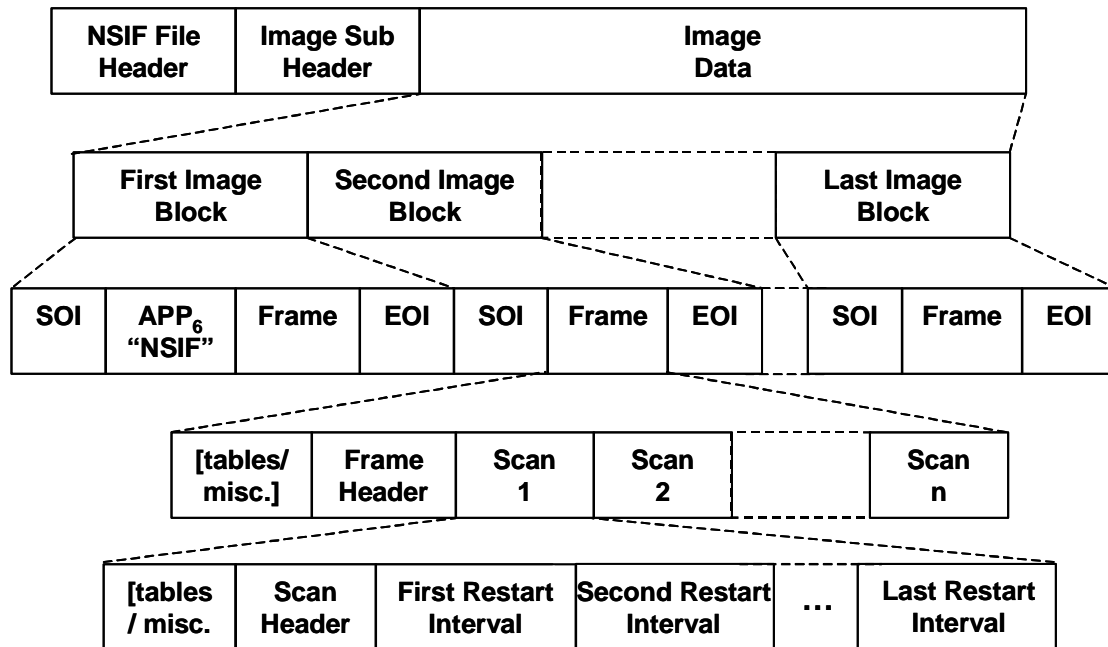 NSIF File Header
Image Sub Header
Image Data
First Image Block
Second Image Block
Last Image Block
SOI
APP6 “NSIF”
Frame
EOI
SOI
Frame
EOI
SOI
Frame
EOI
[tables/ misc.]
Frame Header
Scan 1
Scan 2
Scan n
[tables / misc.
Scan Header
First Restart Interval
Second Restart Interval
...
Last Restart Interval